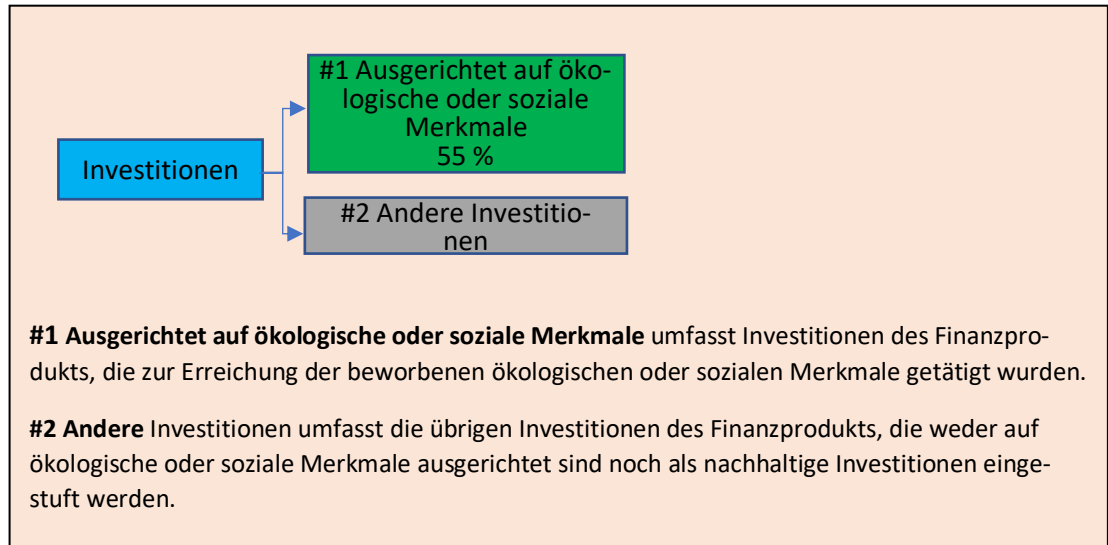 #1 Ausgerichtet auf öko-
logische oder soziale
Merkmale
55 %
Investitionen
#2 Andere Investitio-
nen
#1 Ausgerichtet auf ökologische oder soziale Merkmale umfasst Investitionen des Finanzpro-
dukts, die zur Erreichung der beworbenen ökologischen oder sozialen Merkmale getätigt wurden.
#2 Andere Investitionen umfasst die übrigen Investitionen des Finanzprodukts, die weder auf
ökologische oder soziale Merkmale ausgerichtet sind noch als nachhaltige Investitionen einge-
stuft werden.